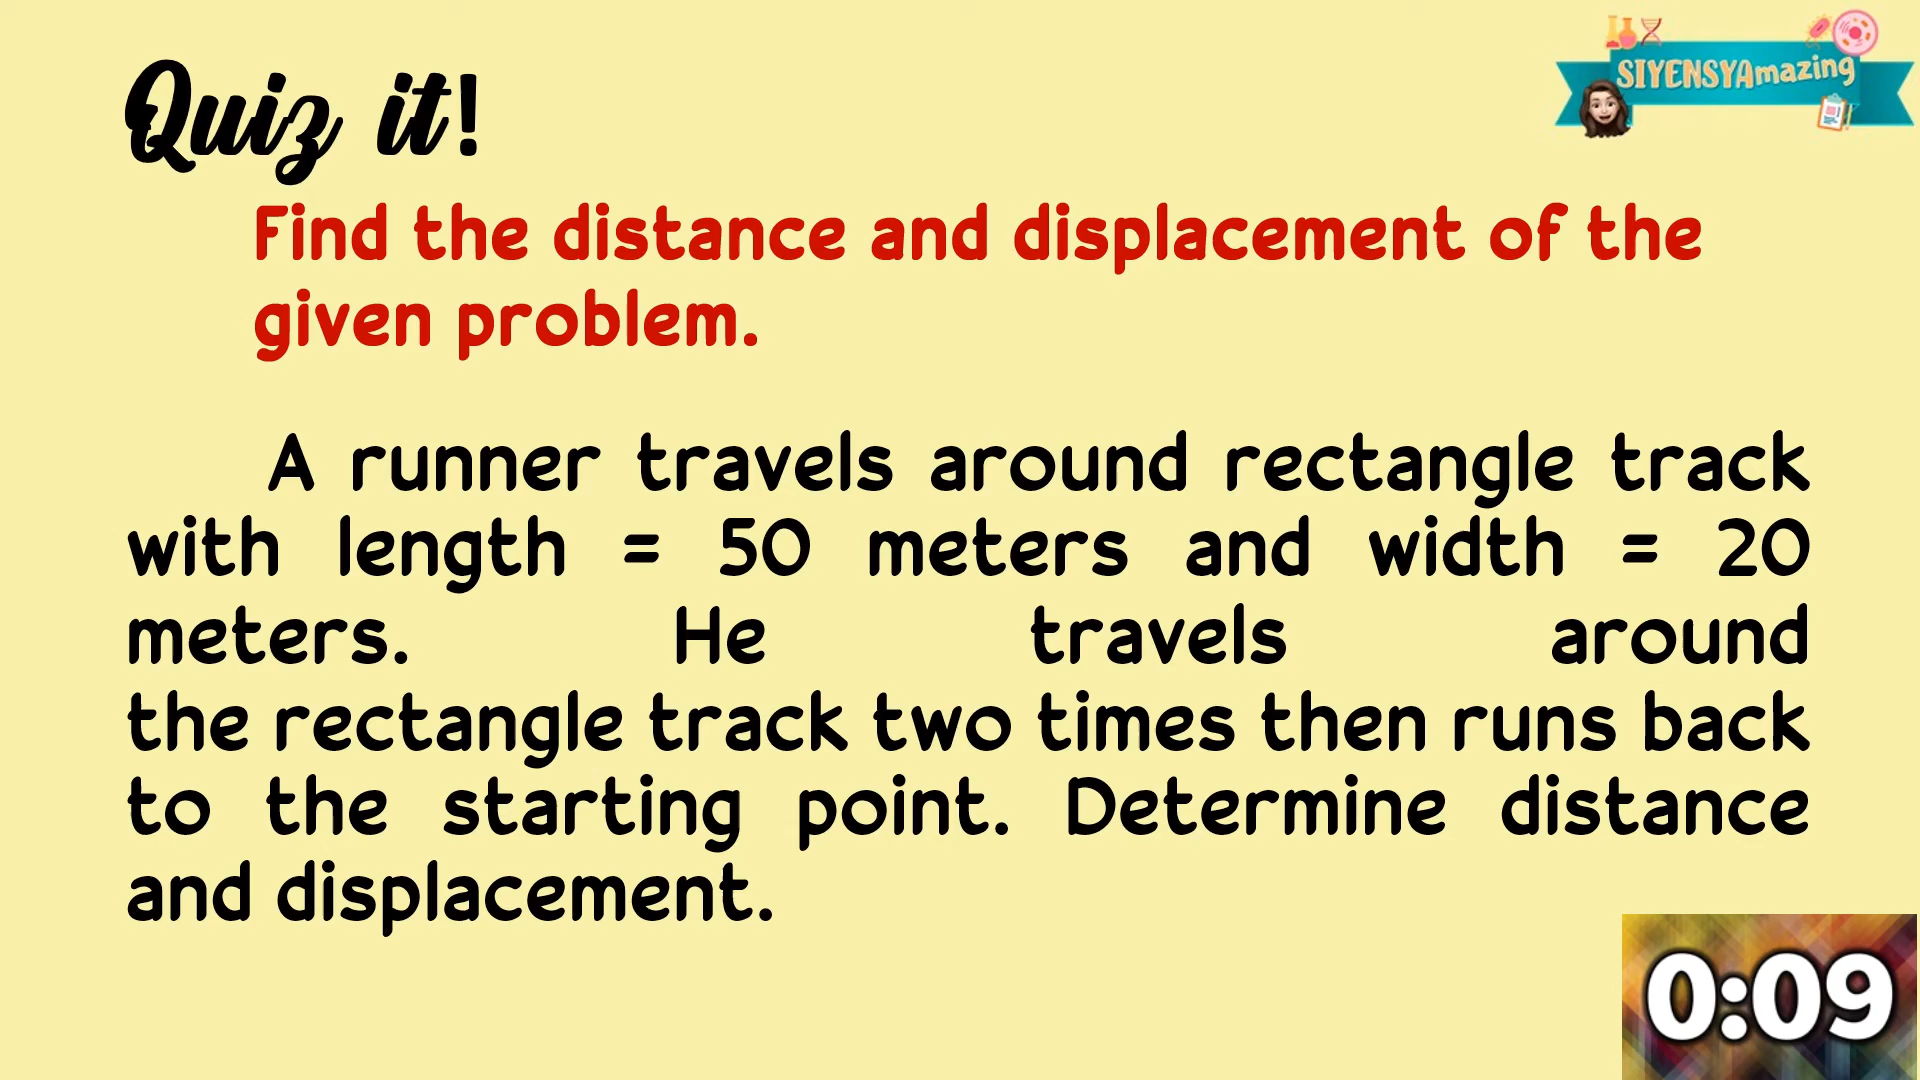 SIYENSYAmazing
Quiz it!
Find the distance and displacement of the
given problem.
A runner travels around rectangle track
with length = 50 meters and width = 20
meters. He travels around
the rectangle track two times then runs back
to the starting point. Determine distance
and displacement.
0:09